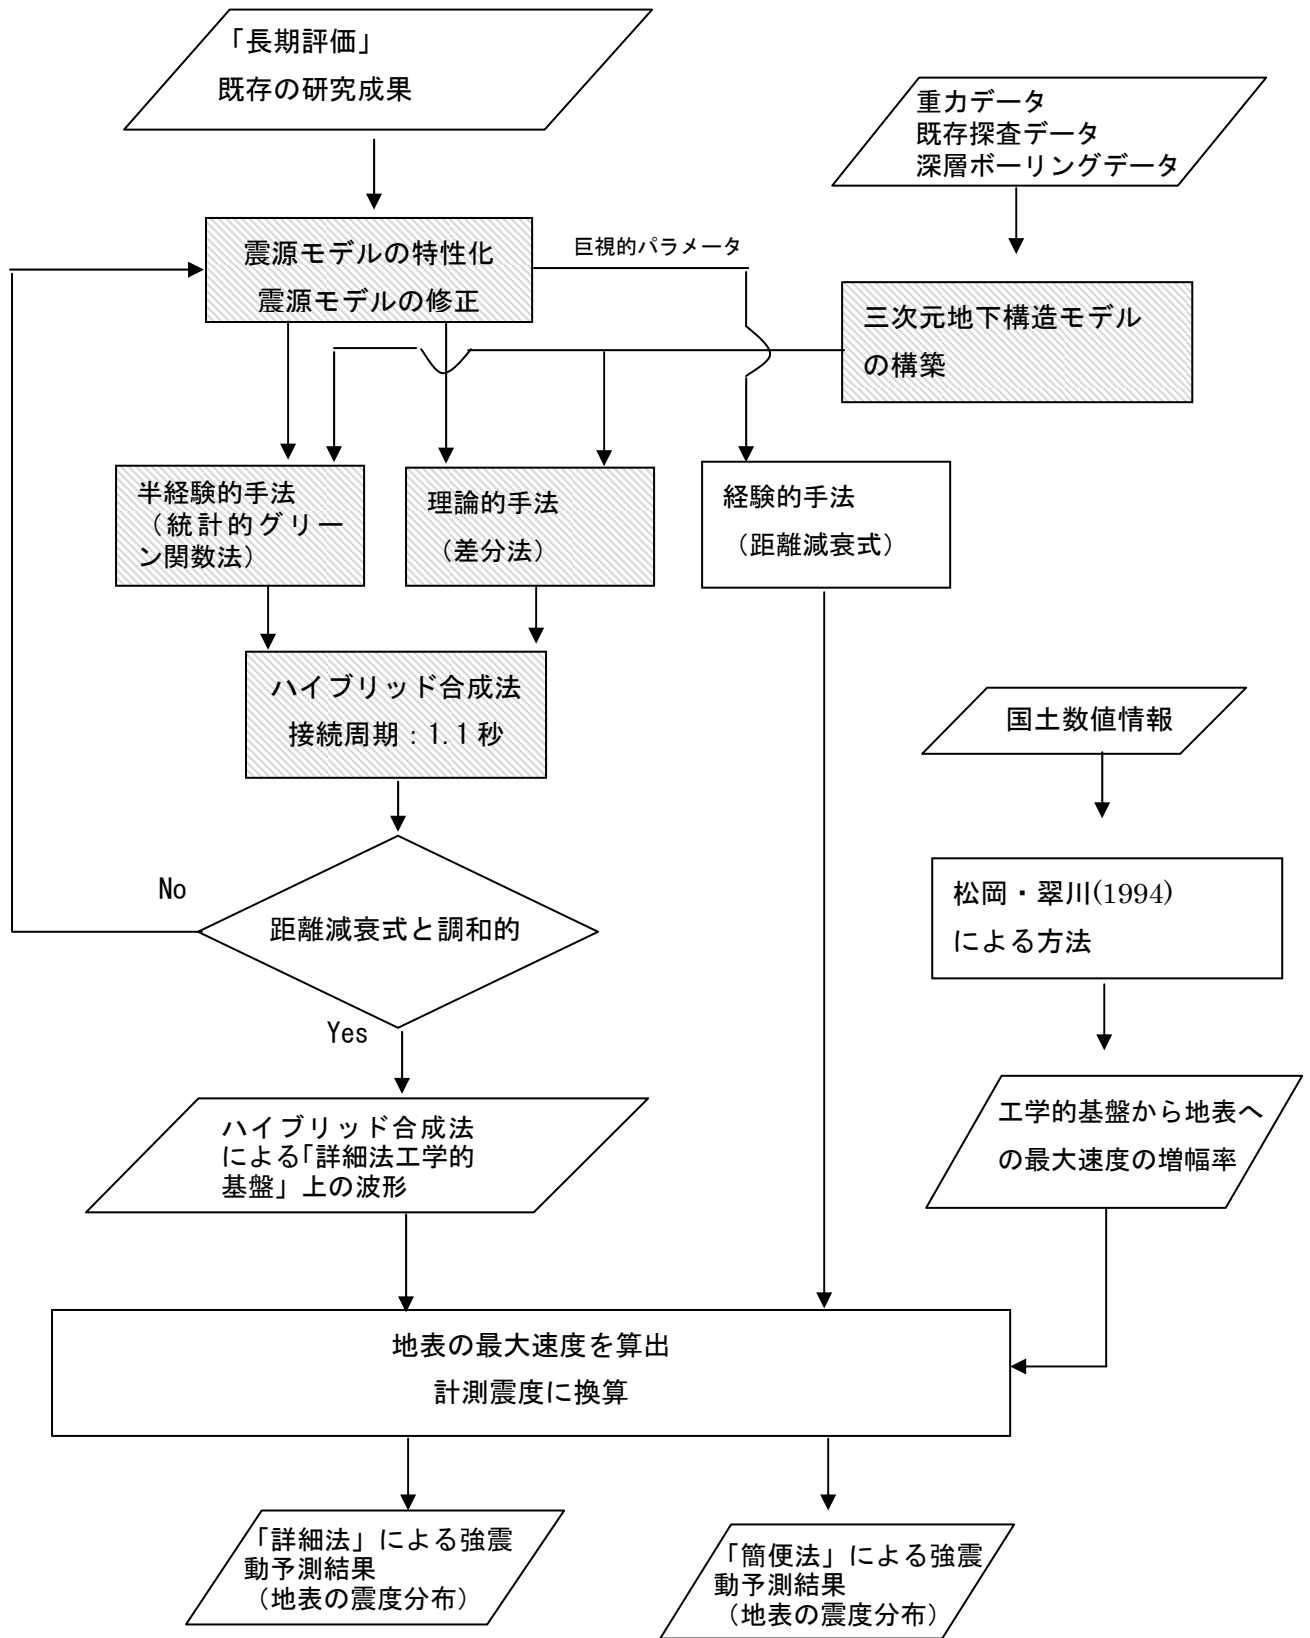 「長期評価」
既存の研究成果
重力データ
既存探査データ
深層ボーリングデータ
震源モデルの特性化
震源モデルの修正
巨視的パラメータ
三次元地下構造モデル
の構築
半経験的手法
（統計的グリー
ン関数法）
理論的手法
（差分法）
経験的手法
（距離減衰式）
ハイブリッド合成法
接続周期：1.1秒
国土数値情報
No
距離減衰式と調和的
松岡・翠川(1994)
による方法
Yes
ハイブリッド合成法
による「詳細法工学的
基盤」上の波形
工学的基盤から地表へ
の最大速度の増幅率
地表の最大速度を算出
計測震度に換算
「詳細法」による強震
動予測結果
（地表の震度分布）
「簡便法」による強震
動予測結果
（地表の震度分布）